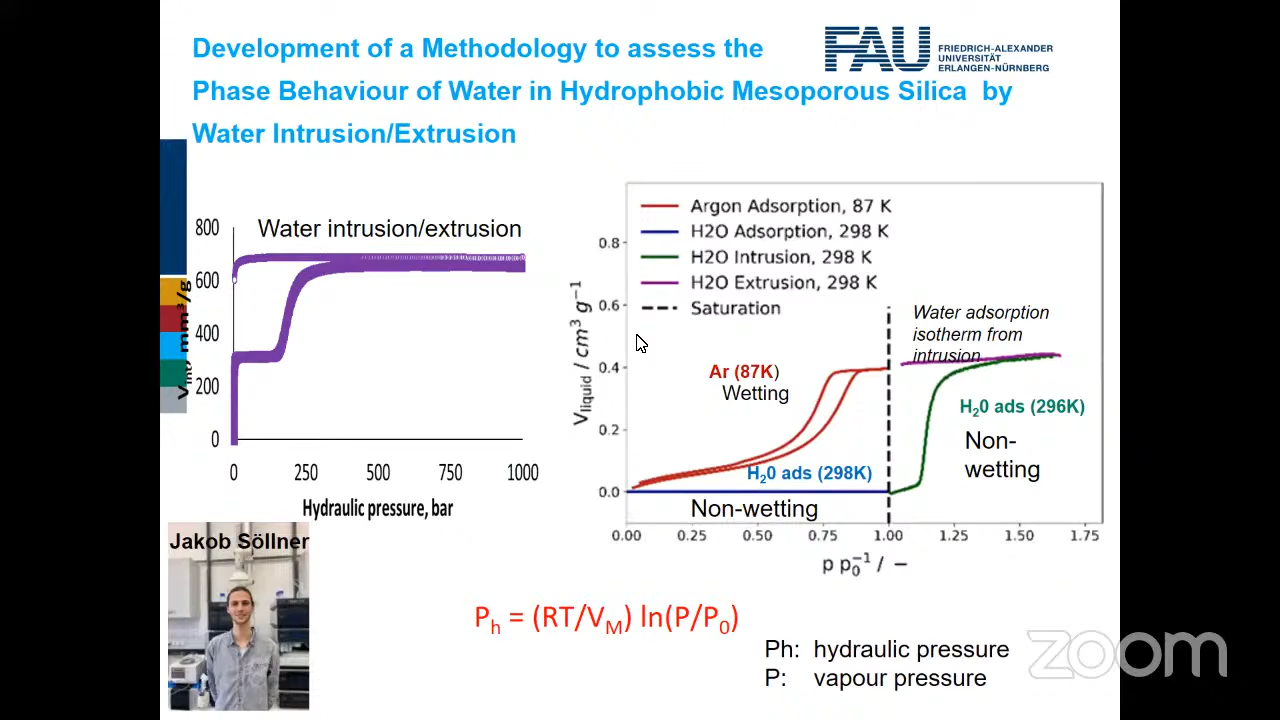 Development of a Methodology to assess the
Phase Behaviour of Water in Hydrophobic Mesoporous Silica by
Water Intrusion/Extrusion
FAU FRIEDRICH-ALEXANDER
UNIVERSITÄT
ERLANGEN-NÜRNBERG
Water intrusion/extrusion
800
600
400
200
0
mm³/g
0 250 500 750 1000
Hydraulic pressure, bar
Argon Adsorption, 87 K
H2O Adsorption, 298 K
H2O Intrusion, 298 K
H2O Extrusion, 298 K
Saturation
Water adsorption
isotherm from
intrusion
0.8
0.6
0.4
0.2
0.0
V_liquid / cm³ g⁻¹
Ar (87K)
Wetting
H₂0 ads (296K)
Non-
wetting
H₂0 ads (298K)
Non-wetting
0.00 0.25 0.50 0.75 1.00 1.25 1.50 1.75
p p₀⁻¹ / −
Jakob Söllner
Pₕ = (RT/V_M) ln(P/P₀)
Ph: hydraulic pressure
P: vapour pressure
zoom